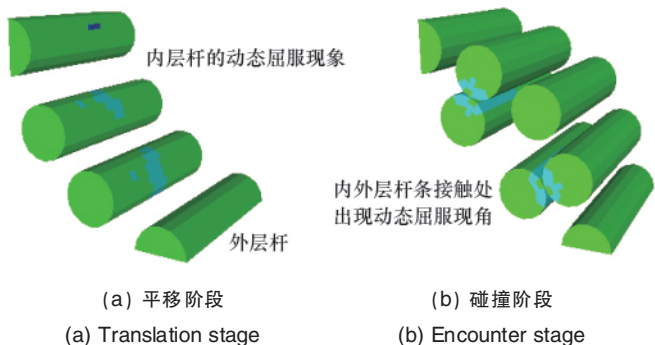 内层杆的动态屈服现象
外层杆
内外层杆条接触处
出现动态屈服现角
(a) 平移阶段
(a) Translation stage
(b) 碰撞阶段
(b) Encounter stage